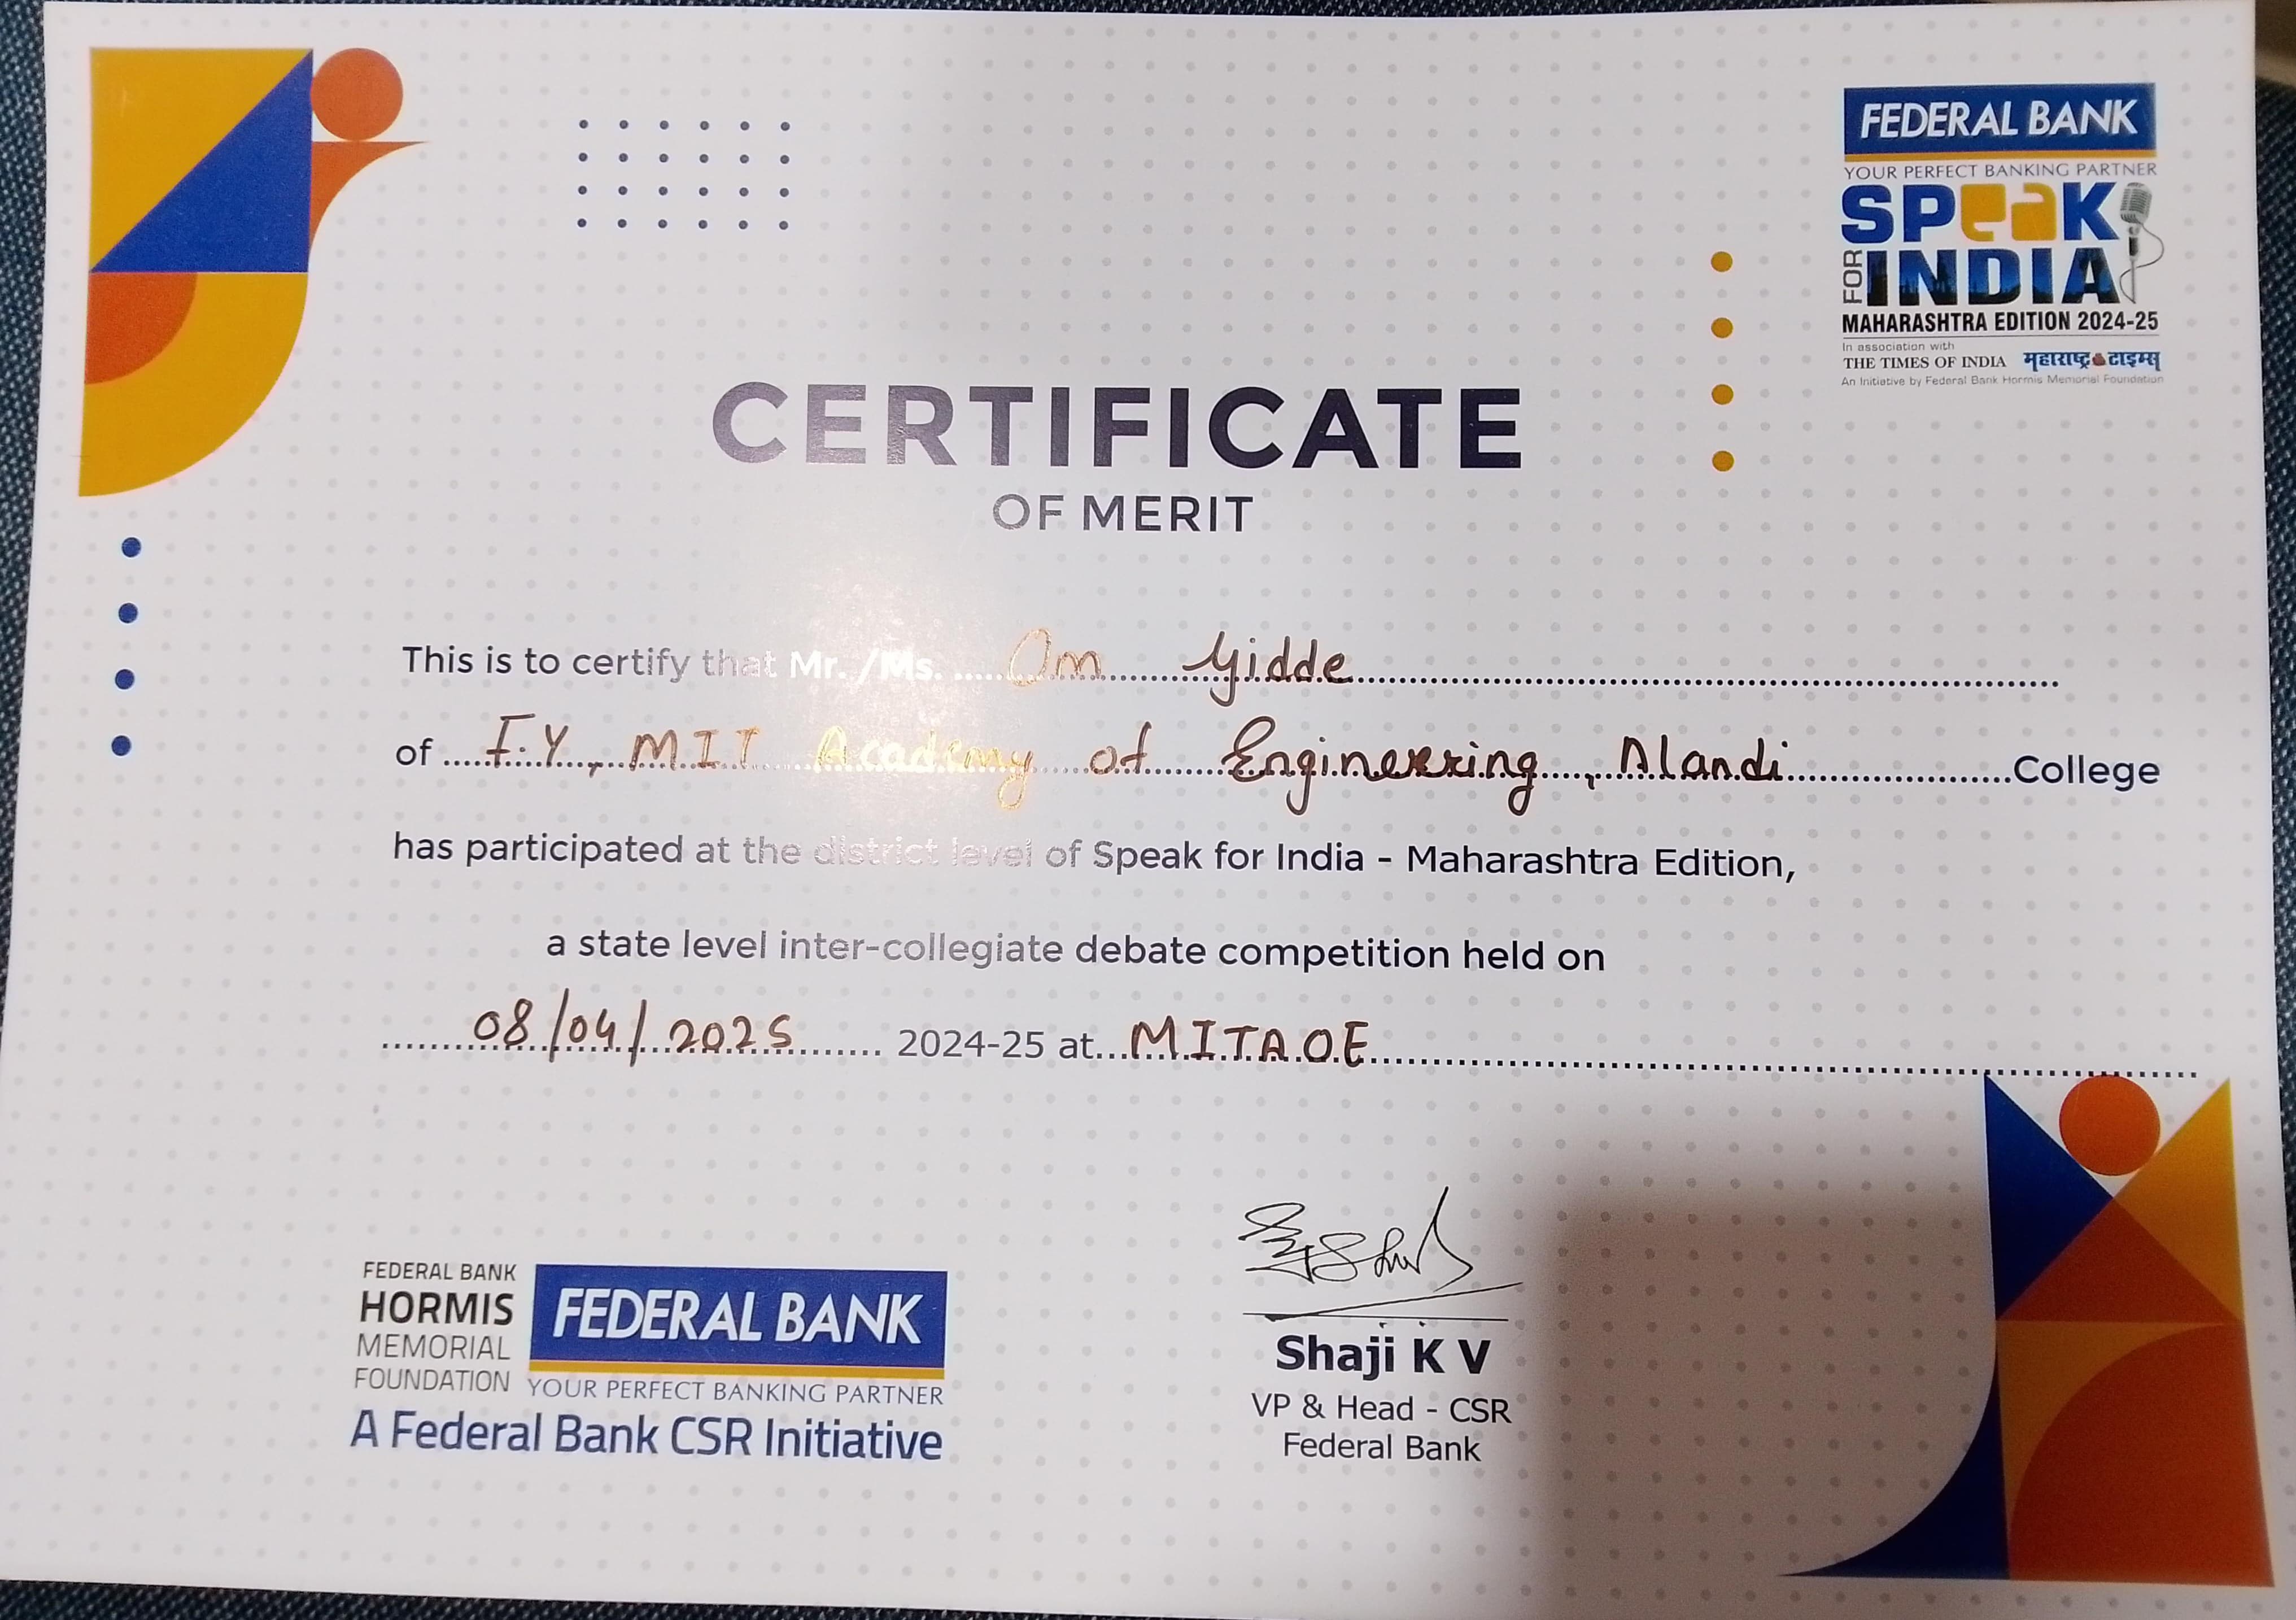 FEDERAL BANK
YOUR PERFECT BANKING PARTNER
SPeaK
FOR INDIA
MAHARASHTRA EDITION 2024-25
In association with
THE TIMES OF INDIA महाराष्ट्र टाइम्स
An Initiative by Federal Bank Hormis Memorial Foundation
CERTIFICATE
OF MERIT
This is to certify that Mr. /Ms. ..... Om Gidde
of ..... F.Y., MIT Academy of Engineering, Alandi ..... College
has participated at the district level of Speak for India - Maharashtra Edition,
a state level inter-collegiate debate competition held on
08/04/2025 ..... 2024-25 at... MITAOE
FEDERAL BANK
HORMIS
MEMORIAL
FOUNDATION
FEDERAL BANK
YOUR PERFECT BANKING PARTNER
A Federal Bank CSR Initiative
Shaji K V
VP & Head - CSR
Federal Bank